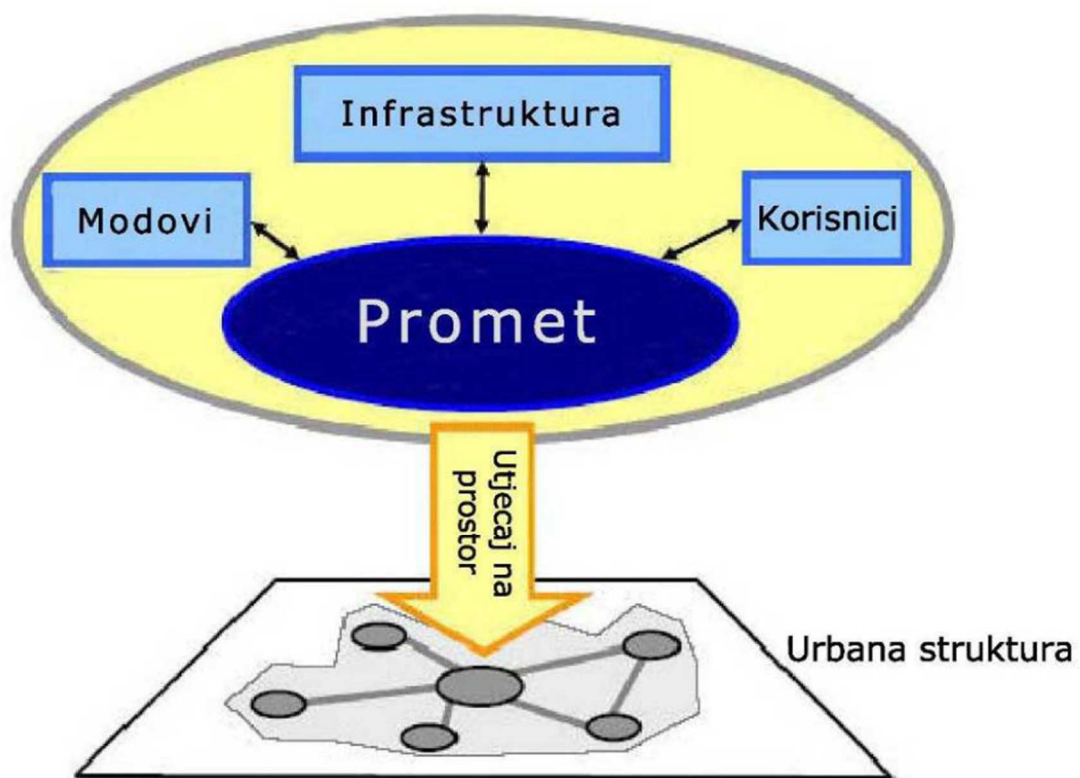 Infrastruktura
Modovi
Korisnici
Promet
Utjecaj na
prostor
Urbana struktura